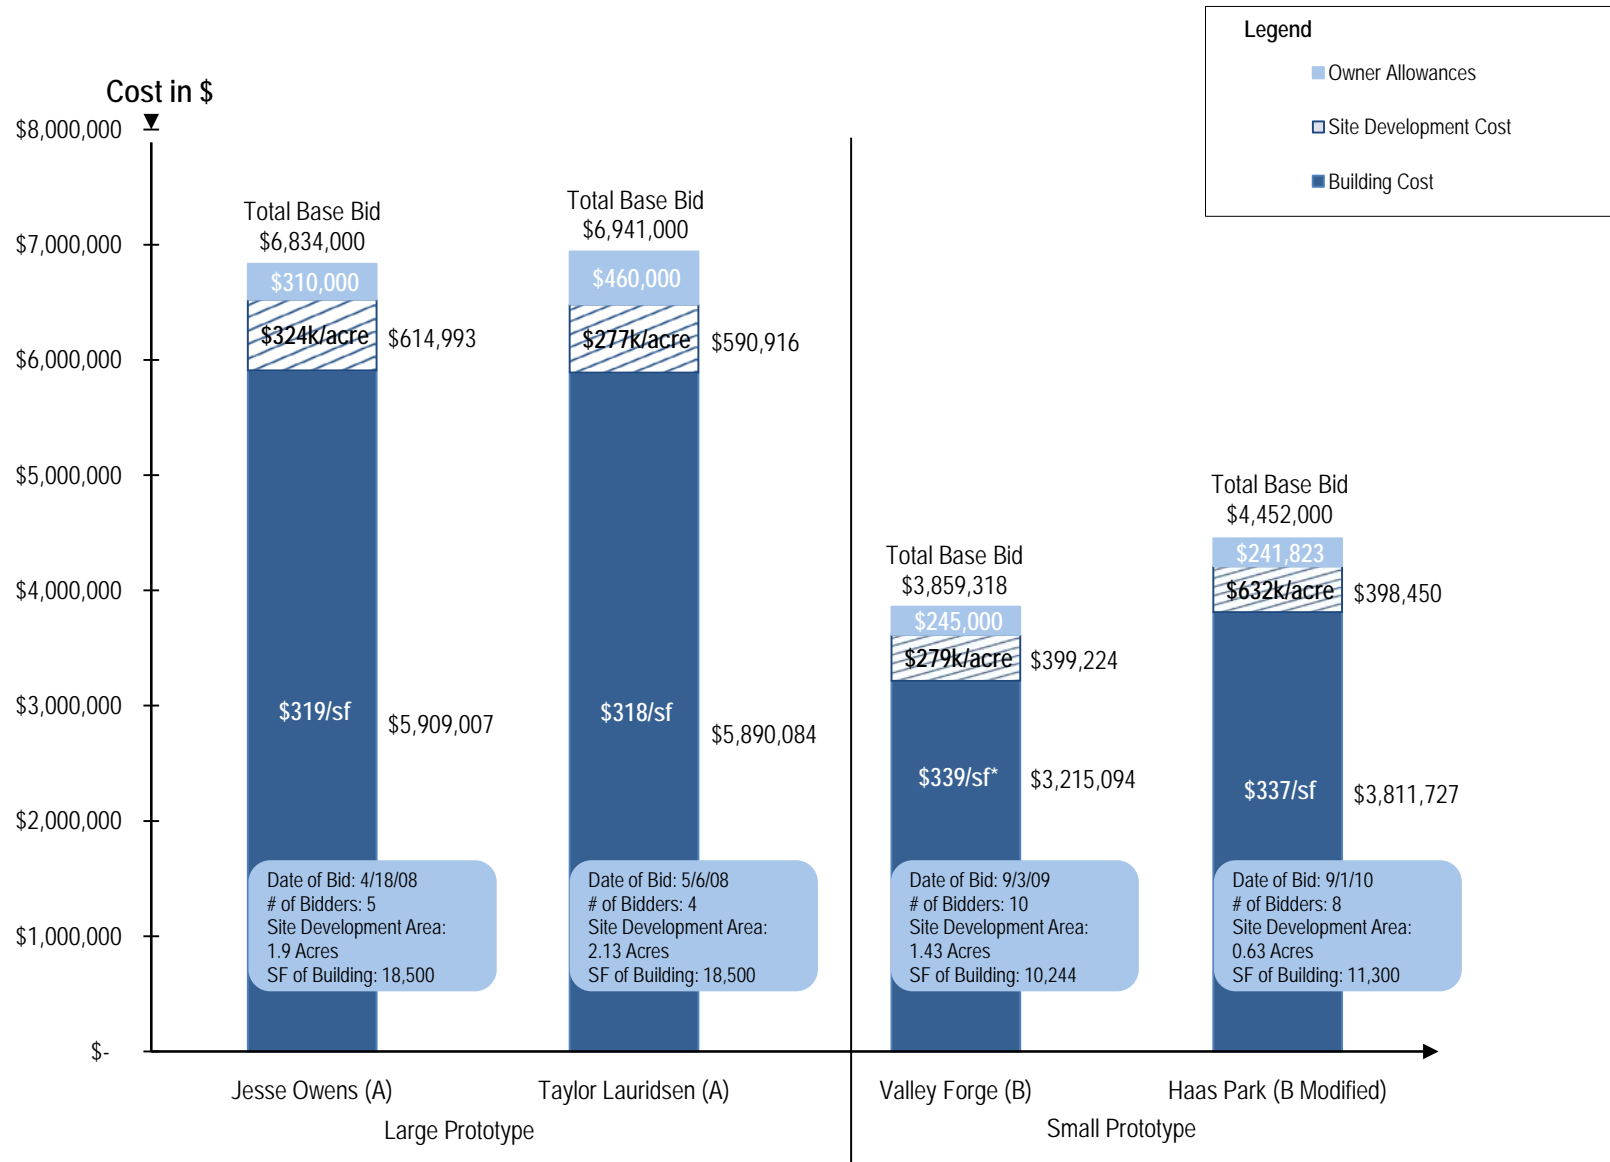 Legend
Owner Allowances
Site Development Cost
Building Cost
Cost in $
$8,000,000
$7,000,000
$6,000,000
$5,000,000
$4,000,000
$3,000,000
$2,000,000
$1,000,000
$-
Total Base Bid
$6,834,000
$310,000
$324k/acre
$614,993
$319/sf
$5,909,007
Date of Bid: 4/18/08
# of Bidders: 5
Site Development Area:
1.9 Acres
SF of Building: 18,500
Total Base Bid
$6,941,000
$460,000
$277k/acre
$590,916
$318/sf
$5,890,084
Date of Bid: 5/6/08
# of Bidders: 4
Site Development Area:
2.13 Acres
SF of Building: 18,500
Total Base Bid
$3,859,318
$245,000
$279k/acre
$399,224
$339/sf*
$3,215,094
Date of Bid: 9/3/09
# of Bidders: 10
Site Development Area:
1.43 Acres
SF of Building: 10,244
Total Base Bid
$4,452,000
$241,823
$632k/acre
$398,450
$337/sf
$3,811,727
Date of Bid: 9/1/10
# of Bidders: 8
Site Development Area:
0.63 Acres
SF of Building: 11,300
Jesse Owens (A)
Taylor Lauridsen (A)
Valley Forge (B)
Haas Park (B Modified)
Large Prototype
Small Prototype